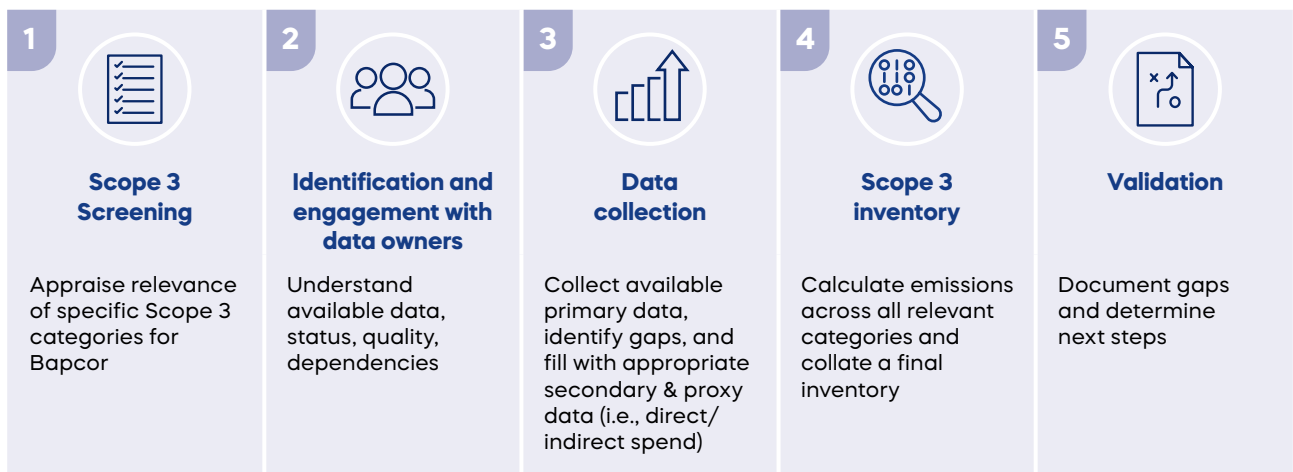 1
Scope 3
Screening
Appraise relevance
of specific Scope 3
categories for
Bapcor
2
Identification and
engagement with
data owners
Understand
available data,
status, quality,
dependencies
3
Data
collection
Collect available
primary data,
identify gaps, and
fill with appropriate
secondary & proxy
data (i.e., direct/
indirect spend)
4
Scope 3
inventory
Calculate emissions
across all relevant
categories and
collate a final
inventory
5
Validation
Document gaps
and determine
next steps